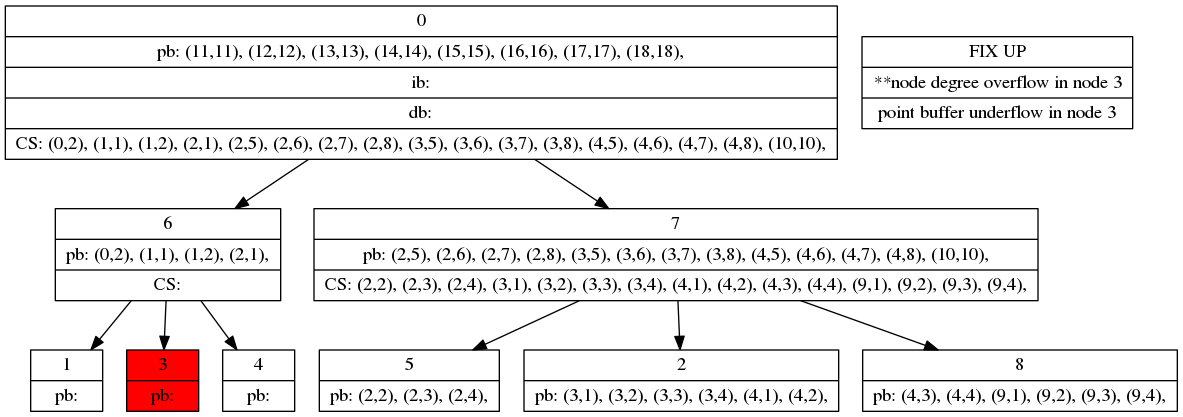 0
pb: (11,11), (12,12), (13,13), (14,14), (15,15), (16,16), (17,17), (18,18),
ib:
db:
CS: (0,2), (1,1), (1,2), (2,1), (2,5), (2,6), (2,7), (2,8), (3,5), (3,6), (3,7), (3,8), (4,5), (4,6), (4,7), (4,8), (10,10),
FIX UP
**node degree overflow in node 3
point buffer underflow in node 3
6
pb: (0,2), (1,1), (1,2), (2,1),
CS:
7
pb: (2,5), (2,6), (2,7), (2,8), (3,5), (3,6), (3,7), (3,8), (4,5), (4,6), (4,7), (4,8), (10,10),
CS: (2,2), (2,3), (2,4), (3,1), (3,2), (3,3), (3,4), (4,1), (4,2), (4,3), (4,4), (9,1), (9,2), (9,3), (9,4),
1
pb:
3
pb:
4
pb:
5
pb: (2,2), (2,3), (2,4),
2
pb: (3,1), (3,2), (3,3), (3,4), (4,1), (4,2),
8
pb: (4,3), (4,4), (9,1), (9,2), (9,3), (9,4),